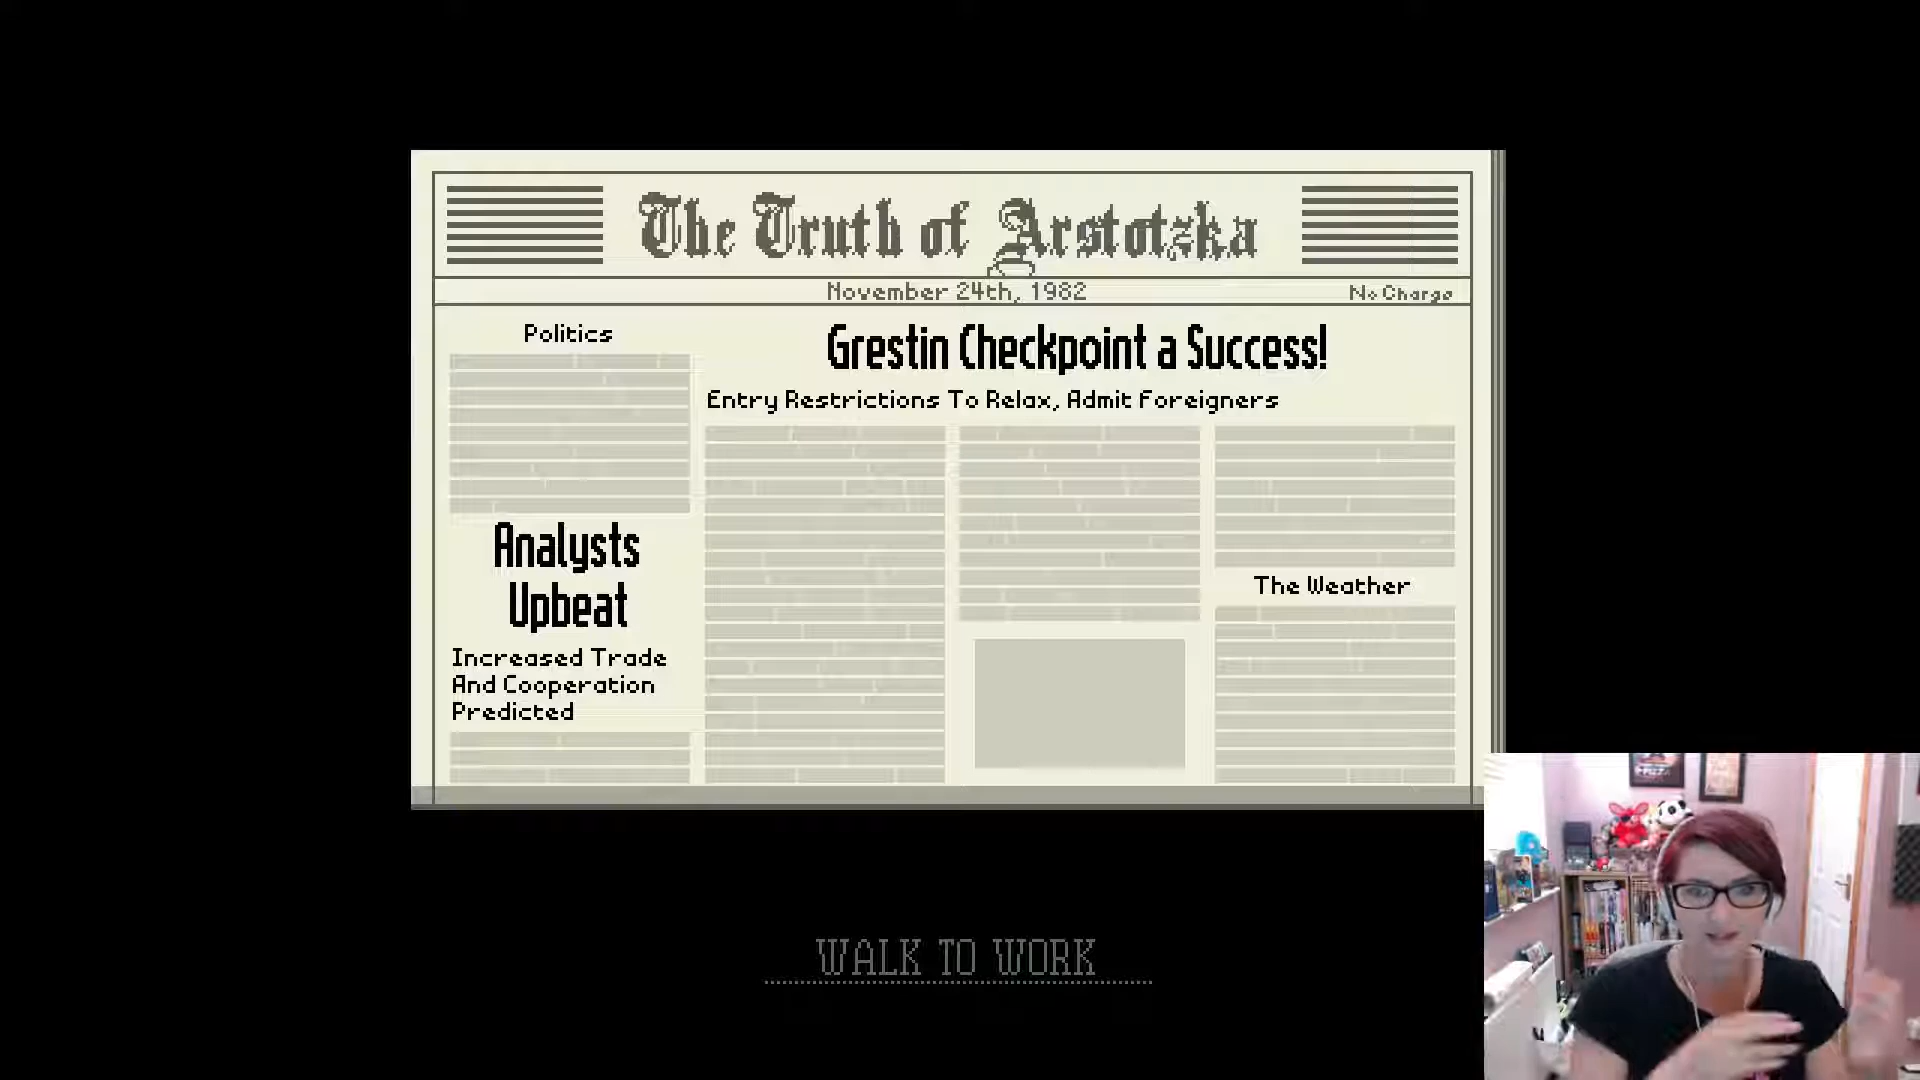 The Truth of Arstotzka
November 24th, 1982
No Charge
Politics
Grestin Checkpoint a Success!
Entry Restrictions To Relax, Admit Foreigners
Analysts
Upbeat
Increased Trade
And Cooperation
Predicted
The Weather
WALK TO WORK